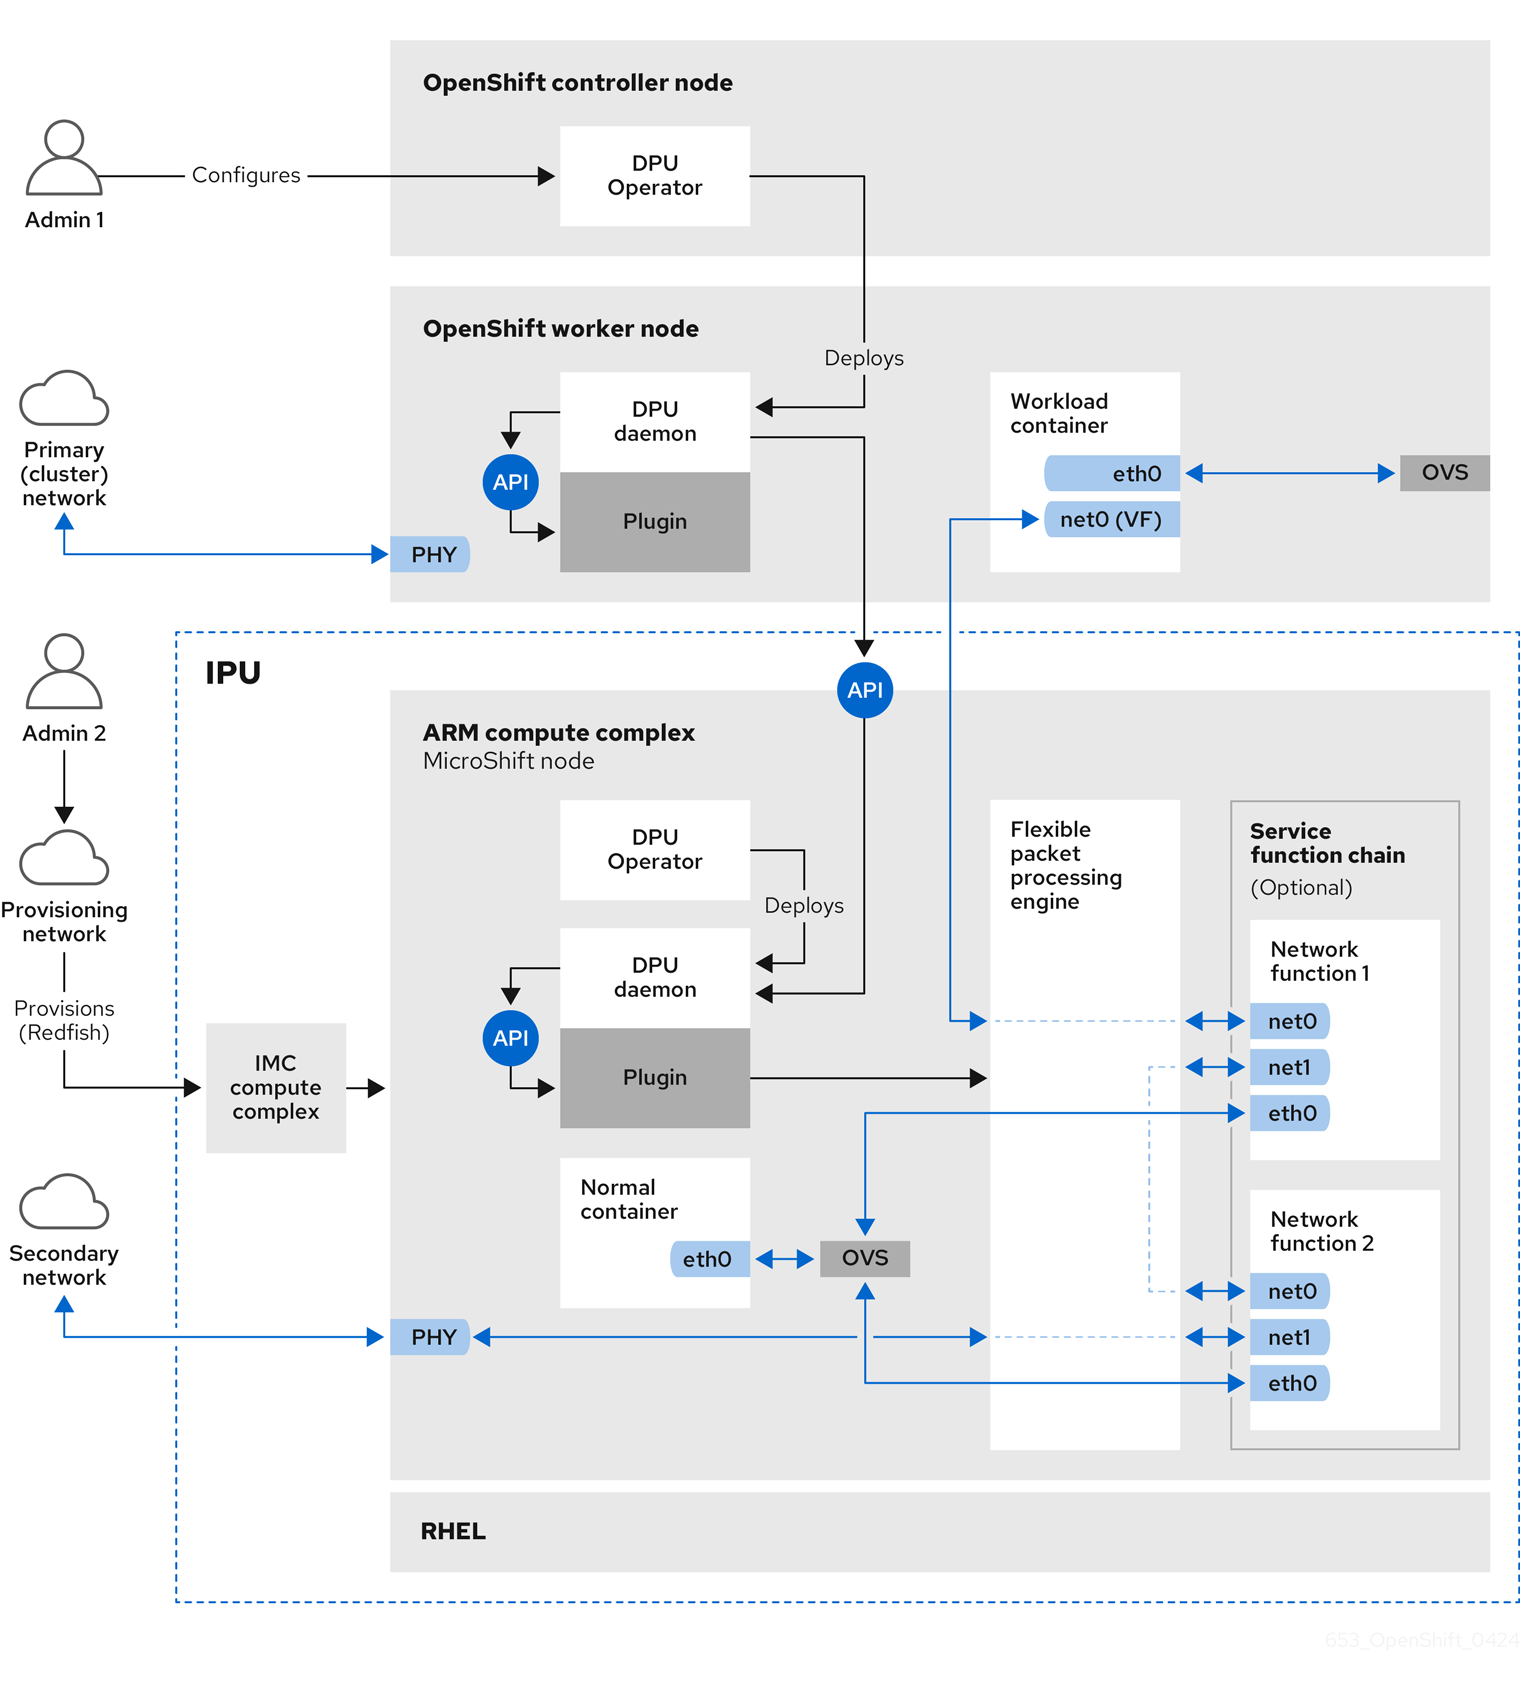 OpenShift controller node
DPU
Operator
Configures
Admin 1
OpenShift worker node
Deploys
DPU
daemon
API
Plugin
Workload
container
eth0
net0 (VF)
OVS
Primary
(cluster)
network
PHY
Admin 2
IPU
API
ARM compute complex
MicroShift node
DPU
Operator
Deploys
DPU
daemon
API
Plugin
Flexible
packet
processing
engine
Service
function chain
(Optional)
Network
function 1
net0
net1
eth0
Network
function 2
net0
net1
eth0
Provisioning
network
Provisions
(Redfish)
IMC
compute
complex
Normal
container
eth0
OVS
Secondary
network
PHY
RHEL
653_OpenShift_0424